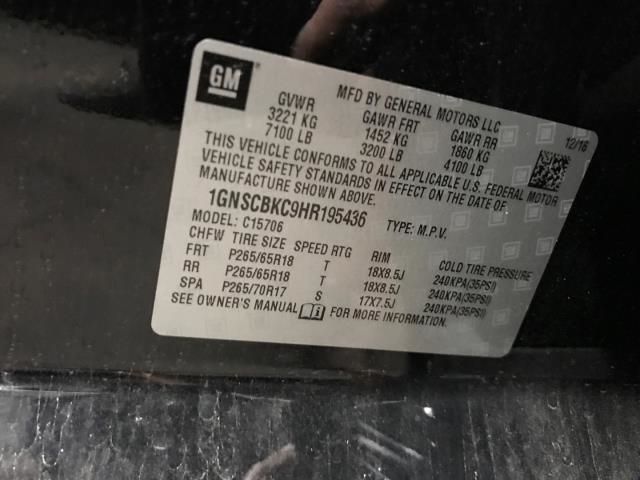 GM
MFD BY GENERAL MOTORS LLC
GVWR GAWR FRT GAWR RR 12/16
3221 KG 1452 KG 1860 KG
7100 LB 3200 LB 4100 LB
THIS VEHICLE CONFORMS TO ALL APPLICABLE U.S. FEDERAL MOTOR
VEHICLE SAFETY STANDARDS IN EFFECT ON THE DATE OF
MANUFACTURE SHOWN ABOVE.
1GNSCBKC9HR195436 TYPE: M.P.V.
MODEL: C15706
CHFW TIRE SIZE SPEED RTG RIM COLD TIRE PRESSURE
FRT P265/65R18 T 18X8.5J 240KPA(35PSI)
RR P265/65R18 T 18X8.5J 240KPA(35PSI)
SPA P265/70R17 S 17X7.5J 240KPA(35PSI)
SEE OWNER'S MANUAL FOR MORE INFORMATION.